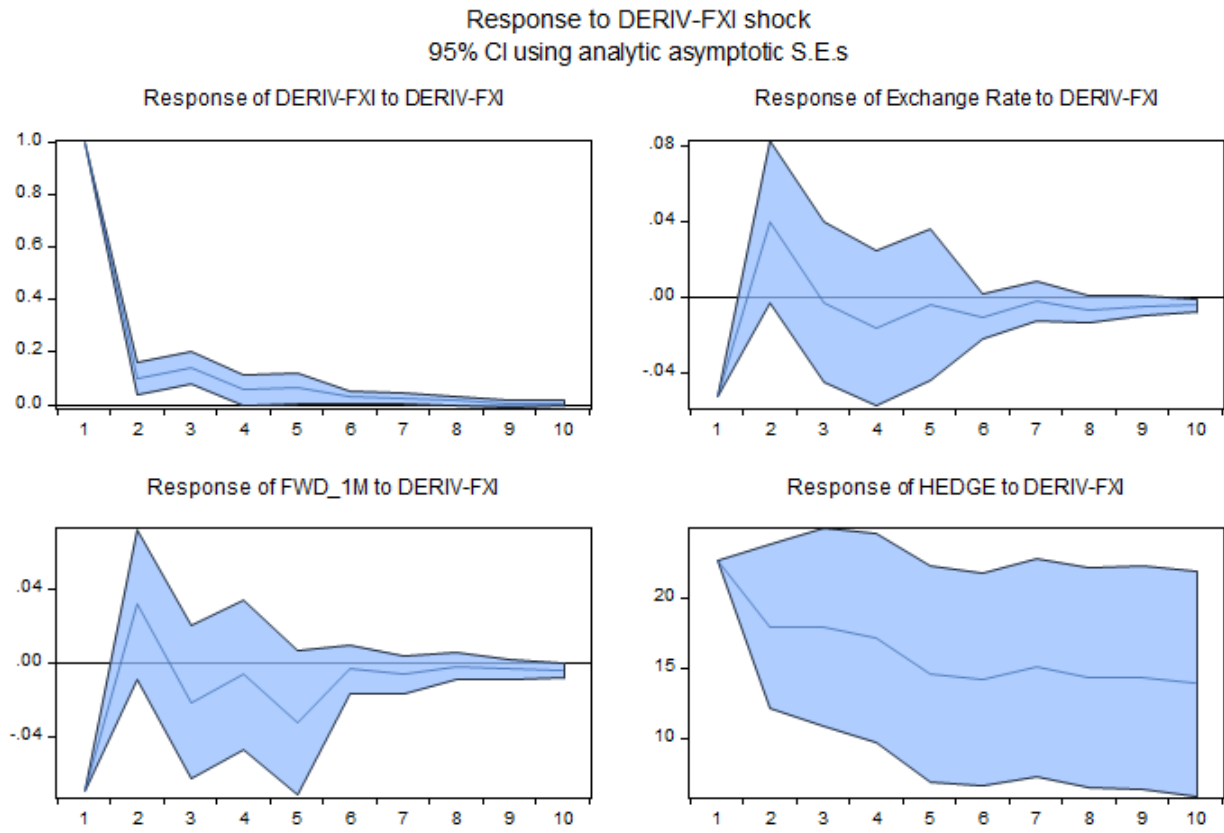 Response to DERIV-FXI shock
95% CI using analytic asymptotic S.E.s
Response of DERIV-FXI to DERIV-FXI
1.0
0.8
0.6
0.4
0.2
0.0
1 2 3 4 5 6 7 8 9 10
Response of Exchange Rate to DERIV-FXI
.08
.04
.00
-.04
1 2 3 4 5 6 7 8 9 10
Response of FWD_1M to DERIV-FXI
.04
.00
-.04
1 2 3 4 5 6 7 8 9 10
Response of HEDGE to DERIV-FXI
20
15
10
1 2 3 4 5 6 7 8 9 10